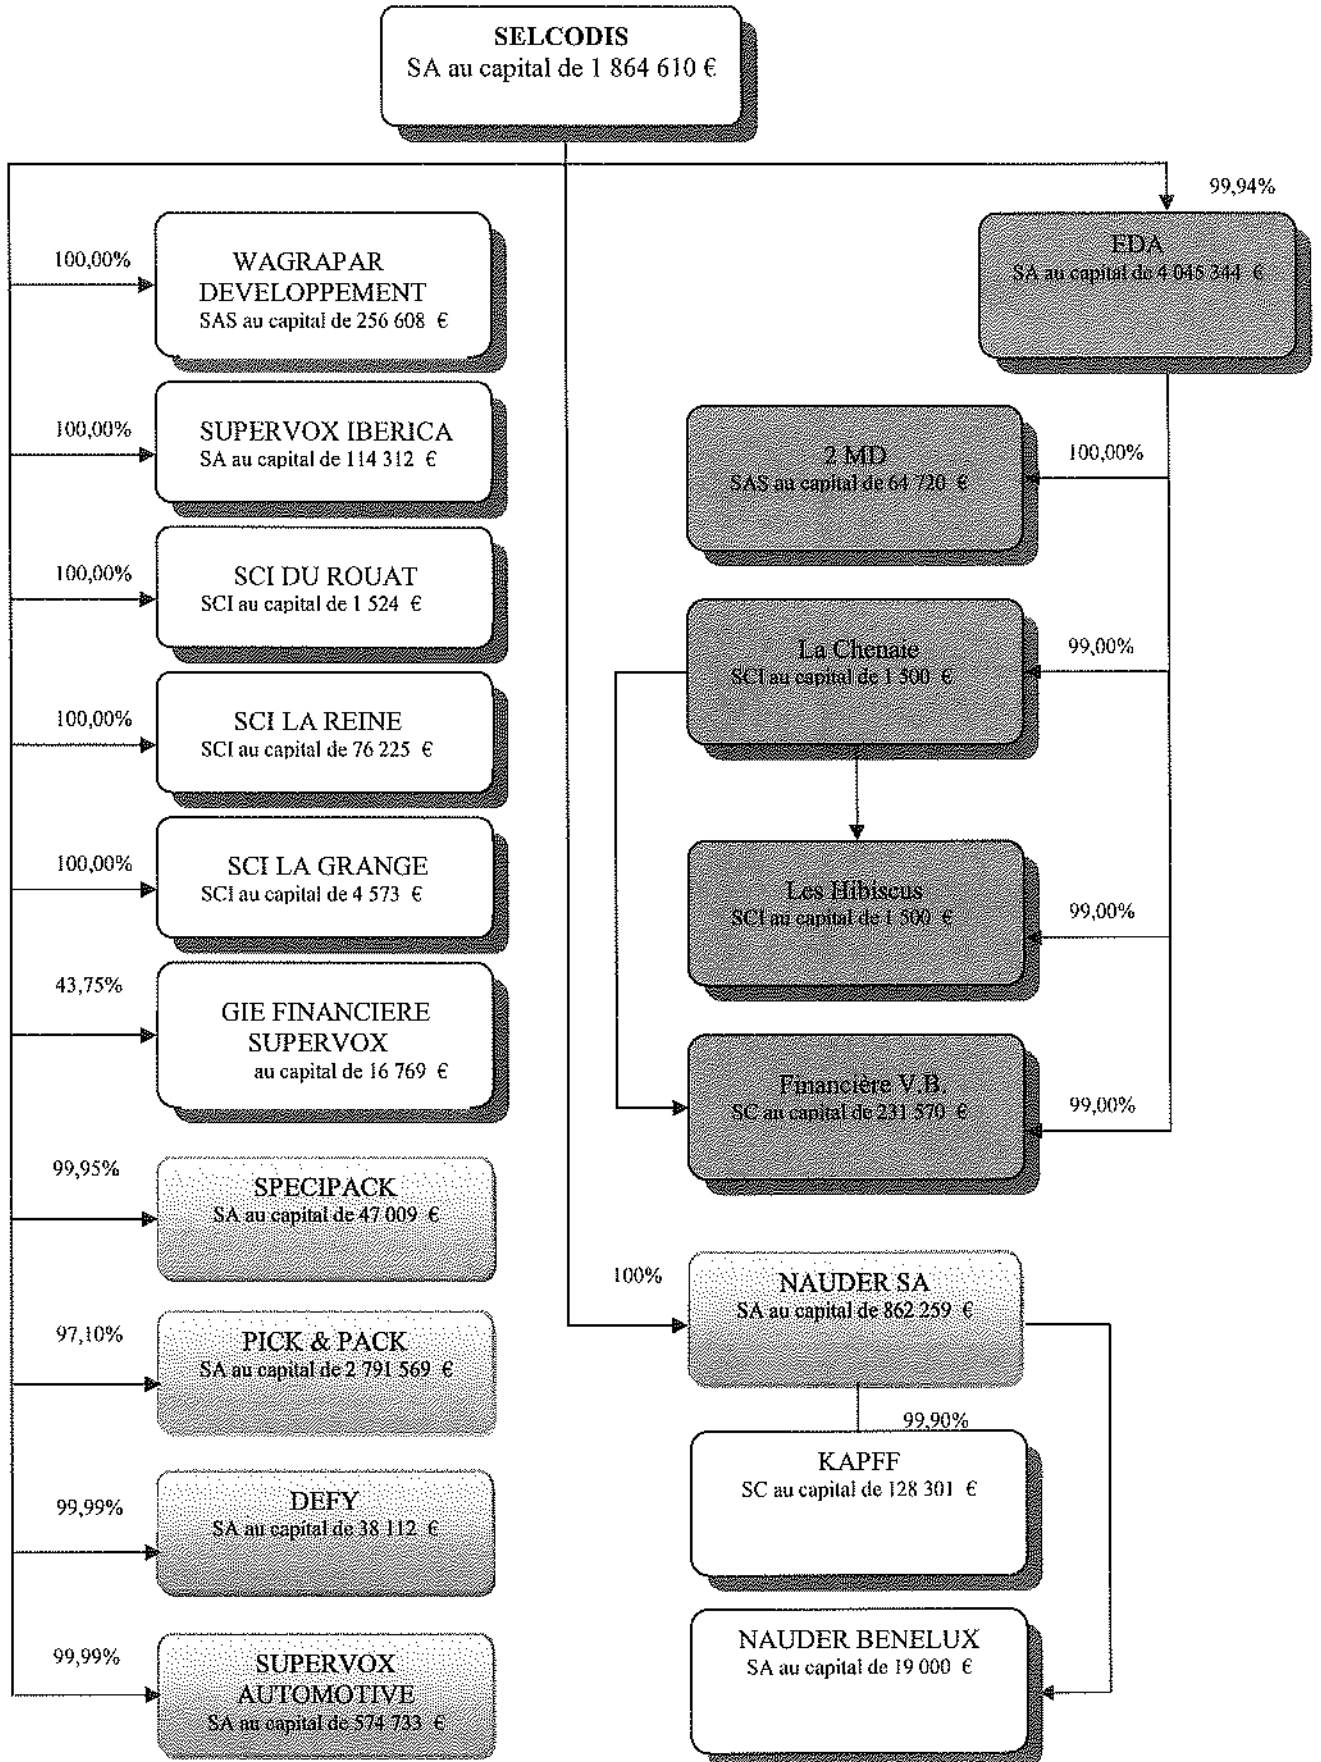 SELCODIS
SA au capital de 1 864 610 €
99,94%
EDA
SA au capital de 4 045 344 €
100,00%
WAGRAPAR
DEVELOPPEMENT
SAS au capital de 256 608 €
100,00%
SUPERVOX IBERICA
SA au capital de 114 312 €
100,00%
SCI DU ROUAT
SCI au capital de 1 524 €
100,00%
SCI LA REINE
SCI au capital de 76 225 €
100,00%
SCI LA GRANGE
SCI au capital de 4 573 €
43,75%
GIE FINANCIERE
SUPERVOX
au capital de 16 769 €
99,95%
SPECIPACK
SA au capital de 47 009 €
97,10%
PICK & PACK
SA au capital de 2 791 569 €
99,99%
DEFY
SA au capital de 38 112 €
99,99%
SUPERVOX
AUTOMOTIVE
SA au capital de 574 733 €
2 MD
SAS au capital de 64 720 €
100,00%
La Chenaie
SCI au capital de 1 500 €
99,00%
Les Hibiscus
SCI au capital de 1 500 €
99,00%
Financière V.B.
SC au capital de 231 570 €
99,00%
100%
NAUDER SA
SA au capital de 862 259 €
99,90%
KAPFF
SC au capital de 128 301 €
NAUDER BENELUX
SA au capital de 19 000 €